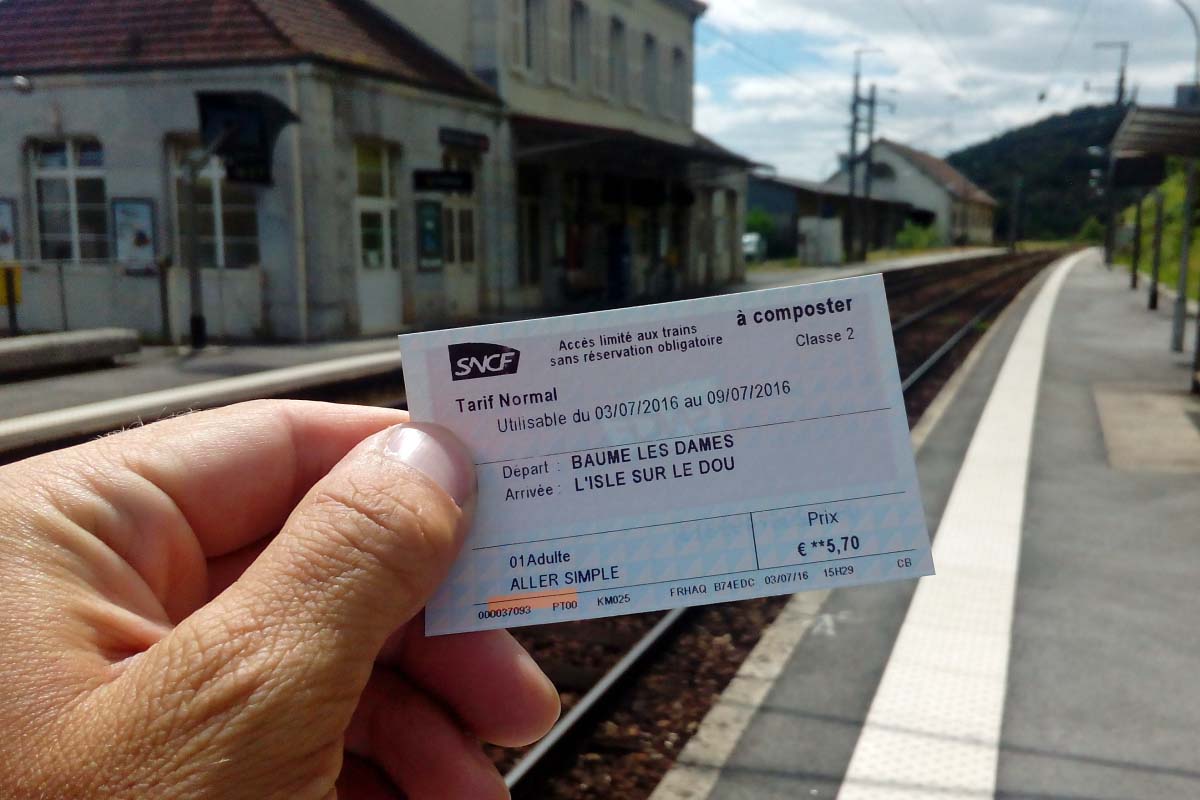 SNCF
Accès limité aux trains
sans réservation obligatoire
à composter
Classe 2
Tarif Normal
Utilisable du 03/07/2016 au 09/07/2016
Départ : BAUME LES DAMES
Arrivée : L'ISLE SUR LE DOU
01Adulte
ALLER SIMPLE
Prix
€ **5,70
000037093 PT00 KM025 FRHAQ B74EDC 03/07/16 15H29 CB
A